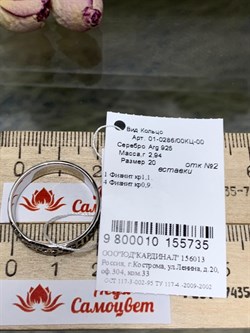 Вид Кольцо
Арт. 01-0286/00КЦ-00
Серебро Arg 925
Масса,г 2,94
Размер 20 отк №2
вставки
1 Фианит кр1,1
4 Фианит кр0,9
9 800010 155735
ООО"ЮД"КАРДИНАЛ" 156013
Россия, г.Кострома, ул.Ленина, д.20,
оф.304, ком.33
Самоцвет